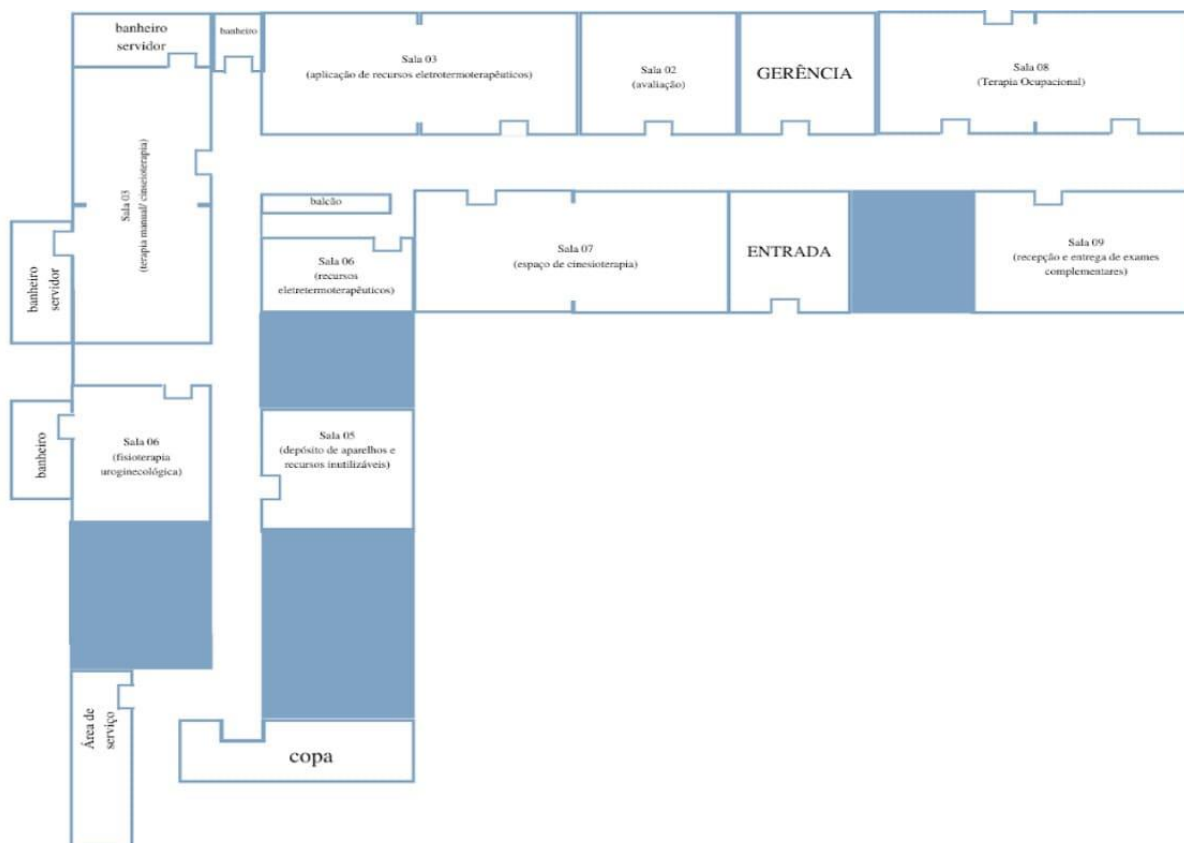 banheiro
servidor
banheiro
Sala 03
(aplicação de recursos eletrotermoterapêuticos)
Sala 02
(avaliação)
GERÊNCIA
Sala 08
(Terapia Ocupacional)
Sala 03
(terapia manual/ cinseioterapia)
balcão
Sala 06
(recursos
eletretermoterapêuticos)
Sala 07
(espaço de cinesioterapia)
ENTRADA
Sala 09
(recepção e entrega de exames
complementares)
banheiro
servidor
banheiro
Sala 06
(fisioterapia
uroginecológica)
Sala 05
(depósito de aparelhos e
recursos inutilizáveis)
Área de
serviço
copa